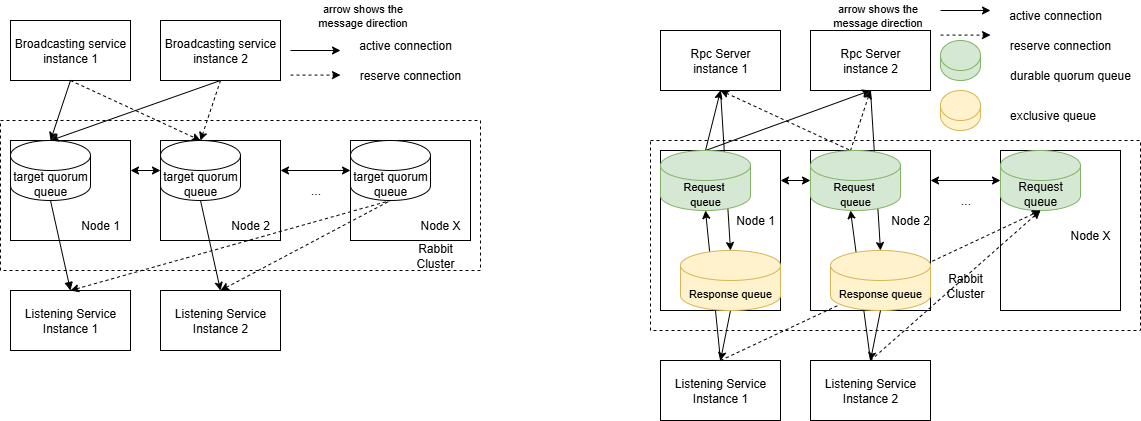 arrow shows the
message direction
Broadcasting service
instance 1
Broadcasting service
instance 2
active connection
reserve connection
target quorum
queue
target quorum
queue
...
target quorum
queue
Node 1
Node 2
Node X
Rabbit
Cluster
Listening Service
Instance 1
Listening Service
Instance 2
arrow shows the
message direction
active connection
Rpc Server
instance 1
Rpc Server
instance 2
reserve connection
durable quorum queue
exclusive queue
Request
queue
Request
queue
...
Request
queue
Node 1
Node 2
Node X
Response queue
Response queue
Rabbit
Cluster
Listening Service
Instance 1
Listening Service
Instance 2